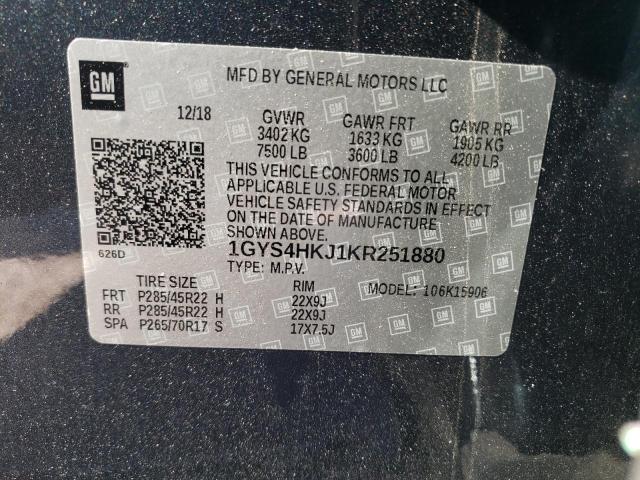 GM
MFD BY GENERAL MOTORS LLC
12/18 GVWR GAWR FRT GAWR RR
3402 KG 1633 KG 1905 KG
7500 LB 3600 LB 4200 LB
THIS VEHICLE CONFORMS TO ALL
APPLICABLE U.S. FEDERAL MOTOR
VEHICLE SAFETY STANDARDS IN EFFECT
ON THE DATE OF MANUFACTURE
SHOWN ABOVE.
626D 1GYS4HKJ1KR251880
TYPE: M.P.V.
TIRE SIZE RIM MODEL: 106K15906
FRT P285/45R22 H 22X9J
RR P285/45R22 H 22X9J
SPA P265/70R17 S 17X7.5J